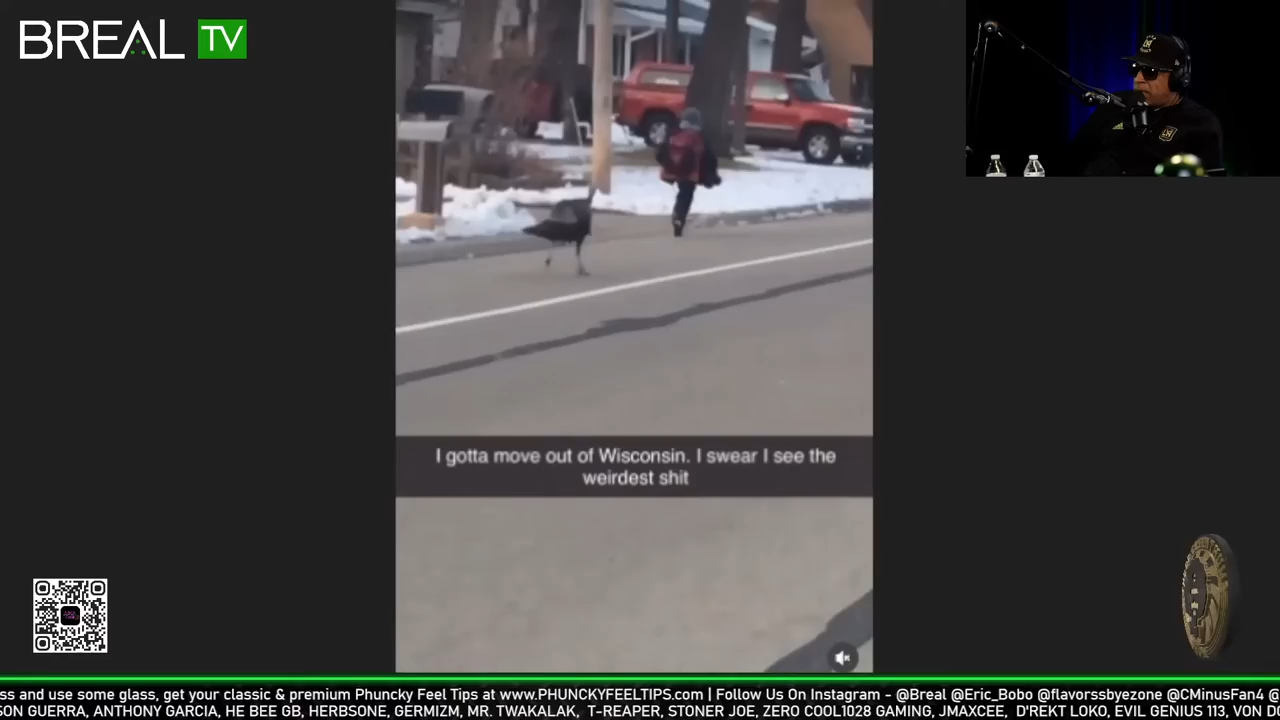 BREAL TV
I gotta move out of Wisconsin. I swear I see the
weirdest shit
ss and use some glass, get your classic & premium Phuncky Feel Tips at www.PHUNCKYFEELTIPS.com | Follow Us On Instagram - @Breal @Eric_Bobo @flavorssbyezone @CMinusFan4 @
SON GUERRA, ANTHONY GARCIA, HE BEE GB, HERBSONE, GERMIZM, MR. TWAKALAK, T-REAPER, STONER JOE, ZERO COOL1028 GAMING, JMAXCEE, D'REKT LOKO, EVIL GENIUS 113, VON DO